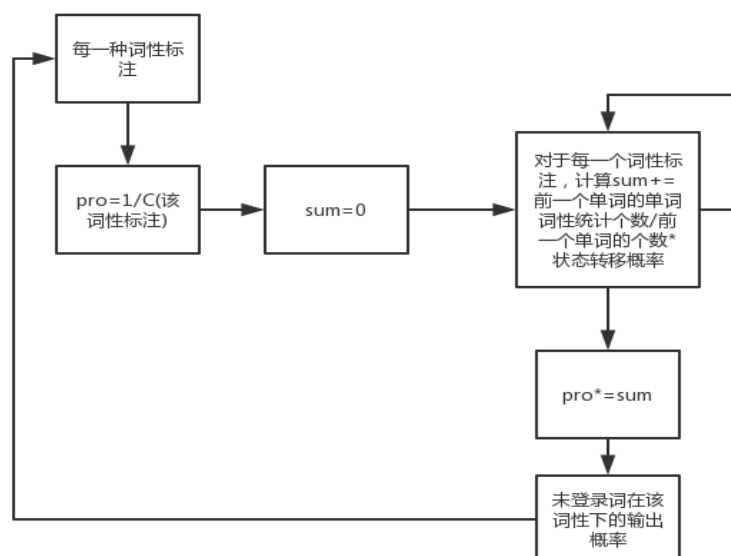 每一种词性标
注
pro=1/C(该
词性标注)
sum=0
对于每一个词性标
注，计算sum+=
前一个单词的单词
词性统计个数/前
一个单词的个数*
状态转移概率
pro*=sum
未登录词在该
词性下的输出
概率